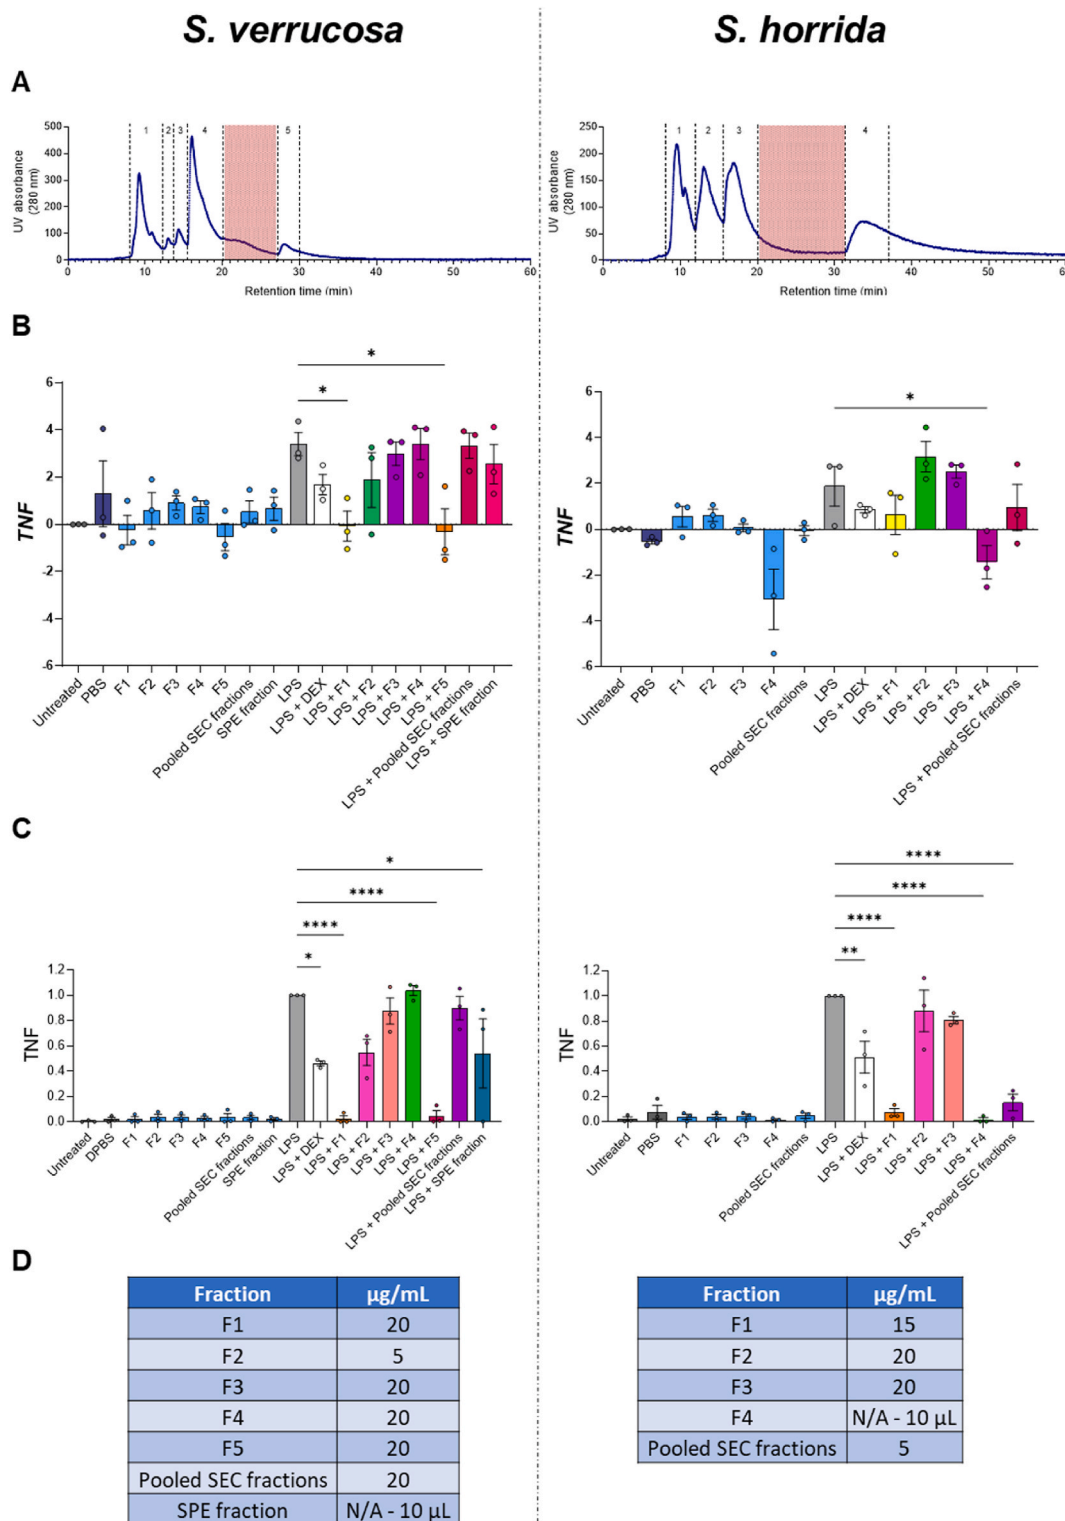 S. verrucosa
S. horrida
A
500
400
300
200
100
0
UV absorbance
(280 nm)
1
2
3
4
5
0
10
20
30
40
50
60
Retention time (min)
250
200
150
100
50
0
UV absorbance
(280 nm)
1
2
3
4
0
10
20
30
40
50
Retention time (min)
B
*
*
6
4
2
0
-2
-4
-6
TNF
Untreated
PBS
F1
F2
F3
F4
F5
Pooled SEC fractions
SPE fraction
LPS
LPS + DEX
LPS + F1
LPS + F2
LPS + F3
LPS + F4
LPS + F5
LPS + Pooled SEC fractions
LPS + SPE fraction
*
6
4
2
0
-2
-4
-6
TNF
Untreated
PBS
F1
F2
F3
F4
Pooled SEC fractions
LPS
LPS + DEX
LPS + F1
LPS + F2
LPS + F3
LPS + F4
LPS + Pooled SEC fractions
C
*
****
****
*
1.2
1.0
0.8
0.6
0.4
0.2
0.0
TNF
Untreated
DPBS
F1
F2
F3
F4
F5
Pooled SEC fractions
SPE fraction
LPS
LPS + DEX
LPS + F1
LPS + F2
LPS + F3
LPS + F4
LPS + F5
LPS + Pooled SEC fractions
LPS + SPE fraction
****
****
****
**
1.2
1.0
0.8
0.6
0.4
0.2
0.0
TNF
Untreated
PBS
F1
F2
F3
F4
Pooled SEC fractions
LPS
LPS + DEX
LPS + F1
LPS + F2
LPS + F3
LPS + F4
LPS + Pooled SEC fractions
D
Fraction µg/mL
F1 20
F2 5
F3 20
F4 20
F5 20
Pooled SEC fractions 20
SPE fraction N/A - 10 µL
Fraction µg/mL
F1 15
F2 20
F3 20
F4 N/A - 10 µL
Pooled SEC fractions 5